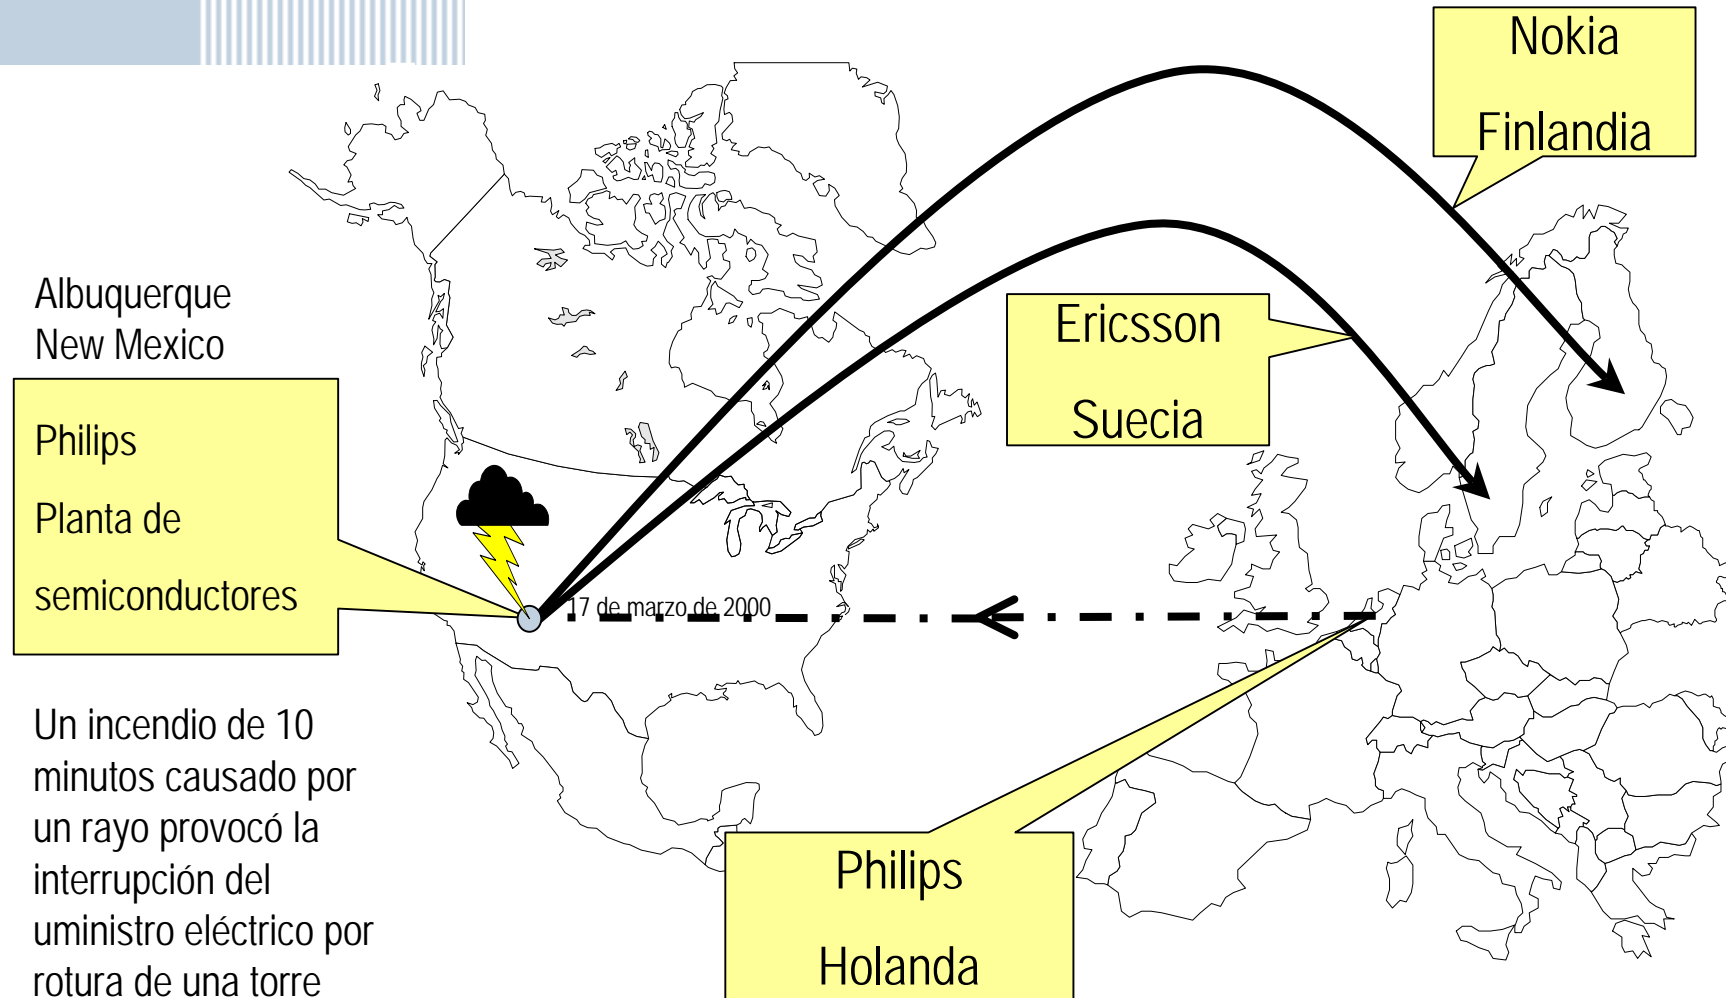 Nokia
Finlandia
Albuquerque
New Mexico
Ericsson
Suecia
Philips
Planta de
semiconductores
17 de marzo de 2000
Un incendio de 10
minutos causado por
un rayo provocó la
interrupción del
uministro eléctrico por
rotura de una torre
Philips
Holanda